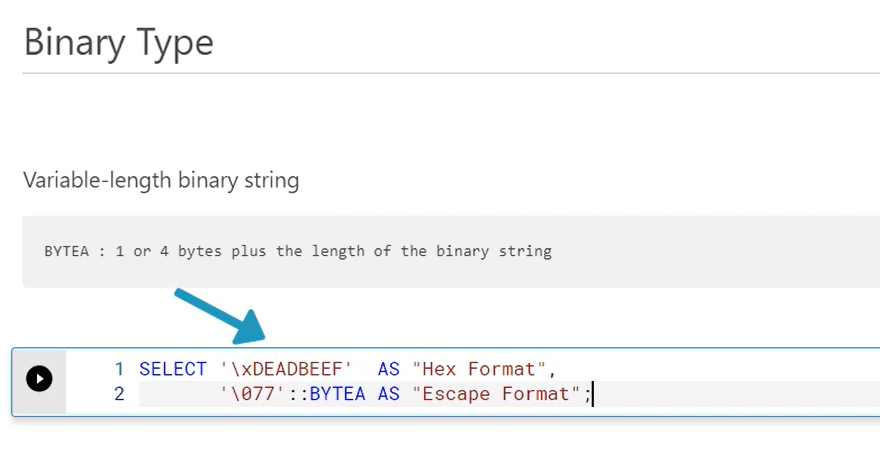 Binary Type
Variable-length binary string
BYTEA : 1 or 4 bytes plus the length of the binary string
1 SELECT '\xDEADBEEF'  AS "Hex Format",
2        '\077'::BYTEA AS "Escape Format";